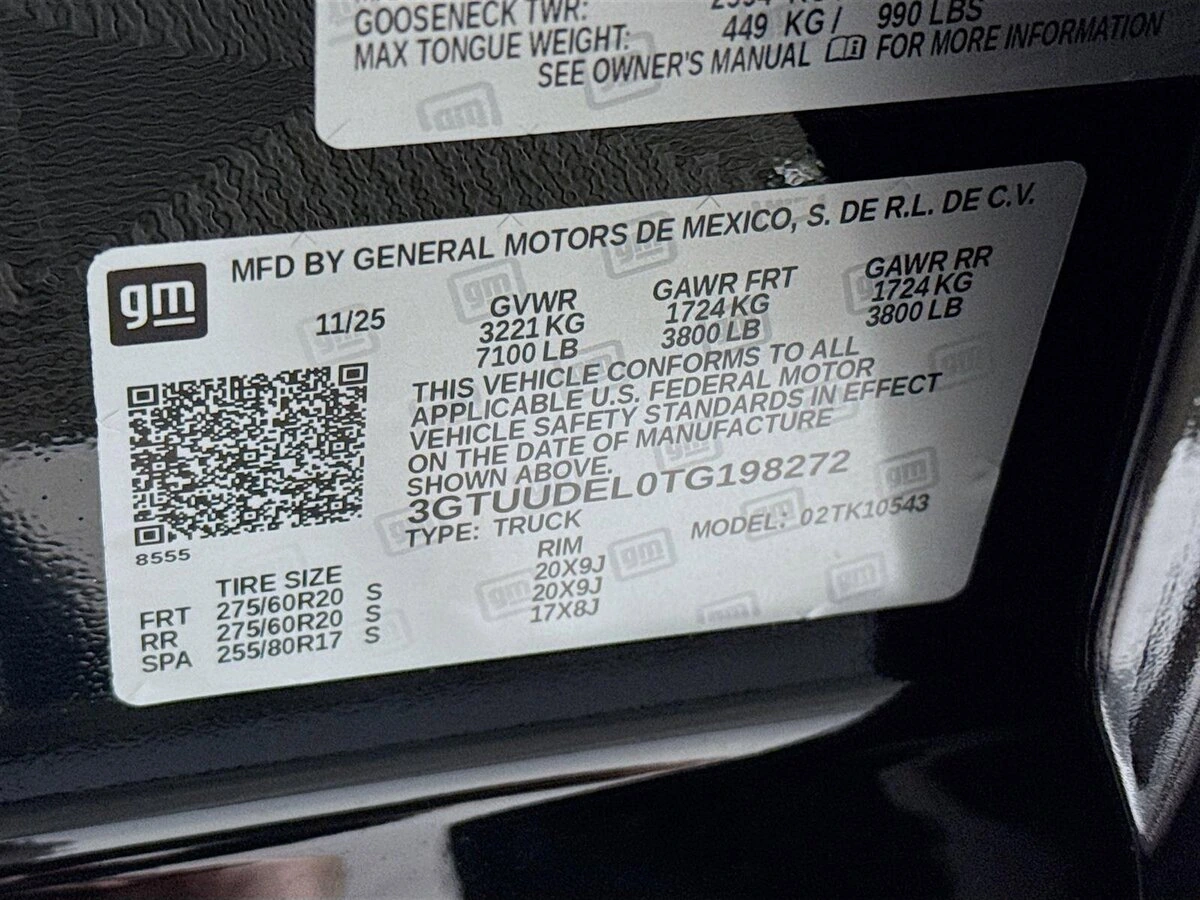 GOOSENECK TWR:
MAX TONGUE WEIGHT: 449 KG / 990 LBS
SEE OWNER'S MANUAL FOR MORE INFORMATION
gm
MFD BY GENERAL MOTORS DE MEXICO, S. DE R.L. DE C.V.
11/25
GVWR GAWR FRT GAWR RR
3221 KG 1724 KG 1724 KG
7100 LB 3800 LB 3800 LB
THIS VEHICLE CONFORMS TO ALL
APPLICABLE U.S. FEDERAL MOTOR
VEHICLE SAFETY STANDARDS IN EFFECT
ON THE DATE OF MANUFACTURE
SHOWN ABOVE.
3GTUUDEL0TG198272
TYPE: TRUCK MODEL: 02TK10543
8555
TIRE SIZE RIM
FRT 275/60R20 S 20X9J
RR 275/60R20 S 20X9J
SPA 255/80R17 S 17X8J